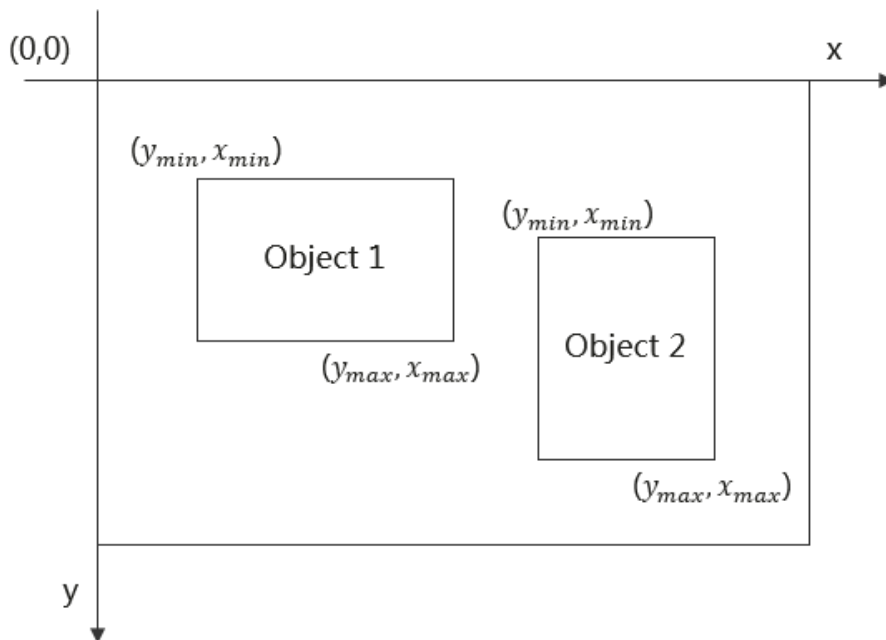 (0,0)
x
(y_min, x_min)
(y_min, x_min)
Object 1
Object 2
(y_max, x_max)
(y_max, x_max)
y